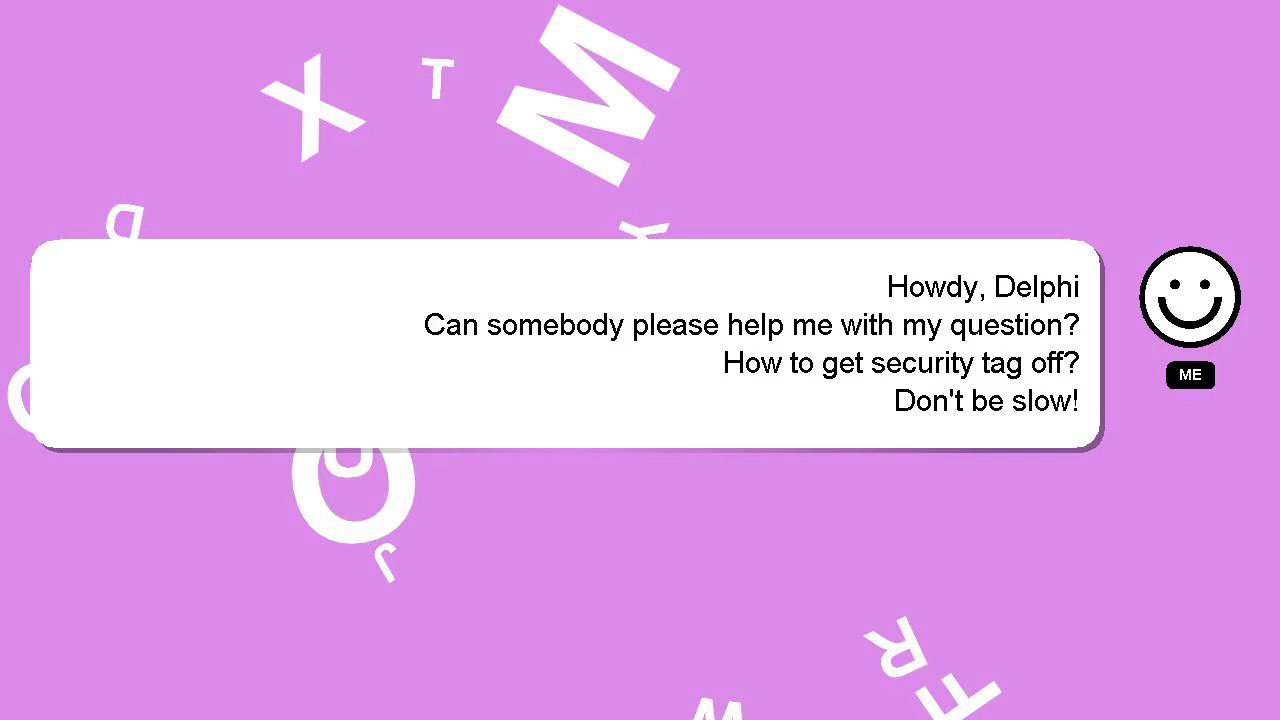 X
T
M
D
Y
Howdy, Delphi
Can somebody please help me with my question?
How to get security tag off?
Don't be slow!
ME
J
R
F
W